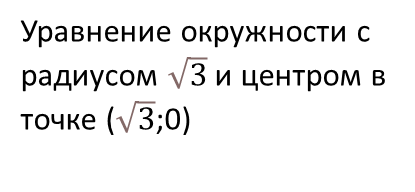 Уравнение окружности с
радиусом √3 и центром в
точке (√3;0)